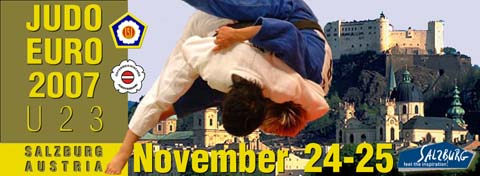 JUDO
EURO
2007
U23
SALZBURG
AUSTRIA
November 24-25
SALZBURG
feel the inspiration!